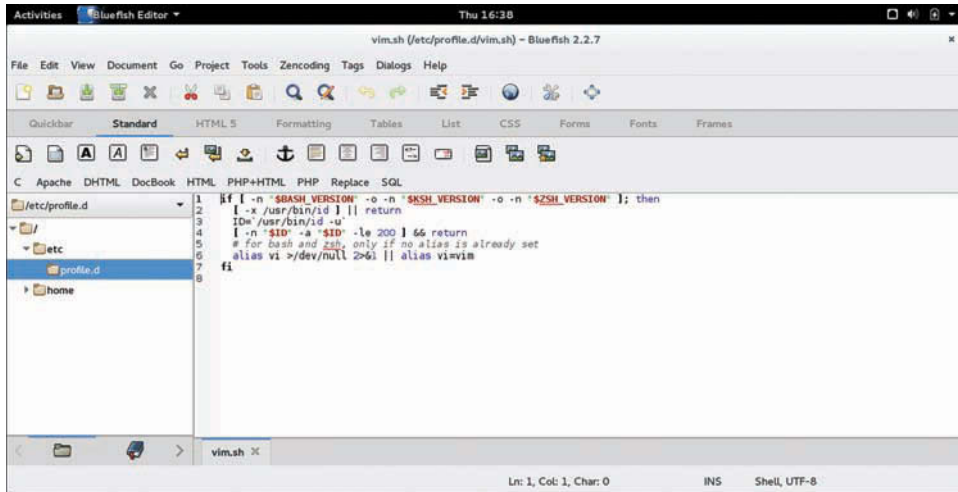 Activities Bluefish Editor Thu 16:38
vim.sh (/etc/profile.d/vim.sh) – Bluefish 2.2.7
File Edit View Document Go Project Tools Zencoding Tags Dialogs Help
Quickbar Standard HTML 5 Formatting Tables List CSS Forms Fonts Frames
C Apache DHTML DocBook HTML PHP+HTML PHP Replace SQL
/etc/profile.d
/
etc
profile.d
home
1 if [ -n "$BASH_VERSION" -o -n "$KSH_VERSION" -o -n "$ZSH_VERSION" ]; then
2 [ -x /usr/bin/id ] || return
3 ID=`/usr/bin/id -u`
4 [ -n "$ID" -a "$ID" -le 200 ] && return
5 # for bash and zsh, only if no alias is already set
6 alias vi >/dev/null 2>&1 || alias vi=vim
7 fi
8
vim.sh
Ln: 1, Col: 1, Char: 0 INS Shell, UTF-8